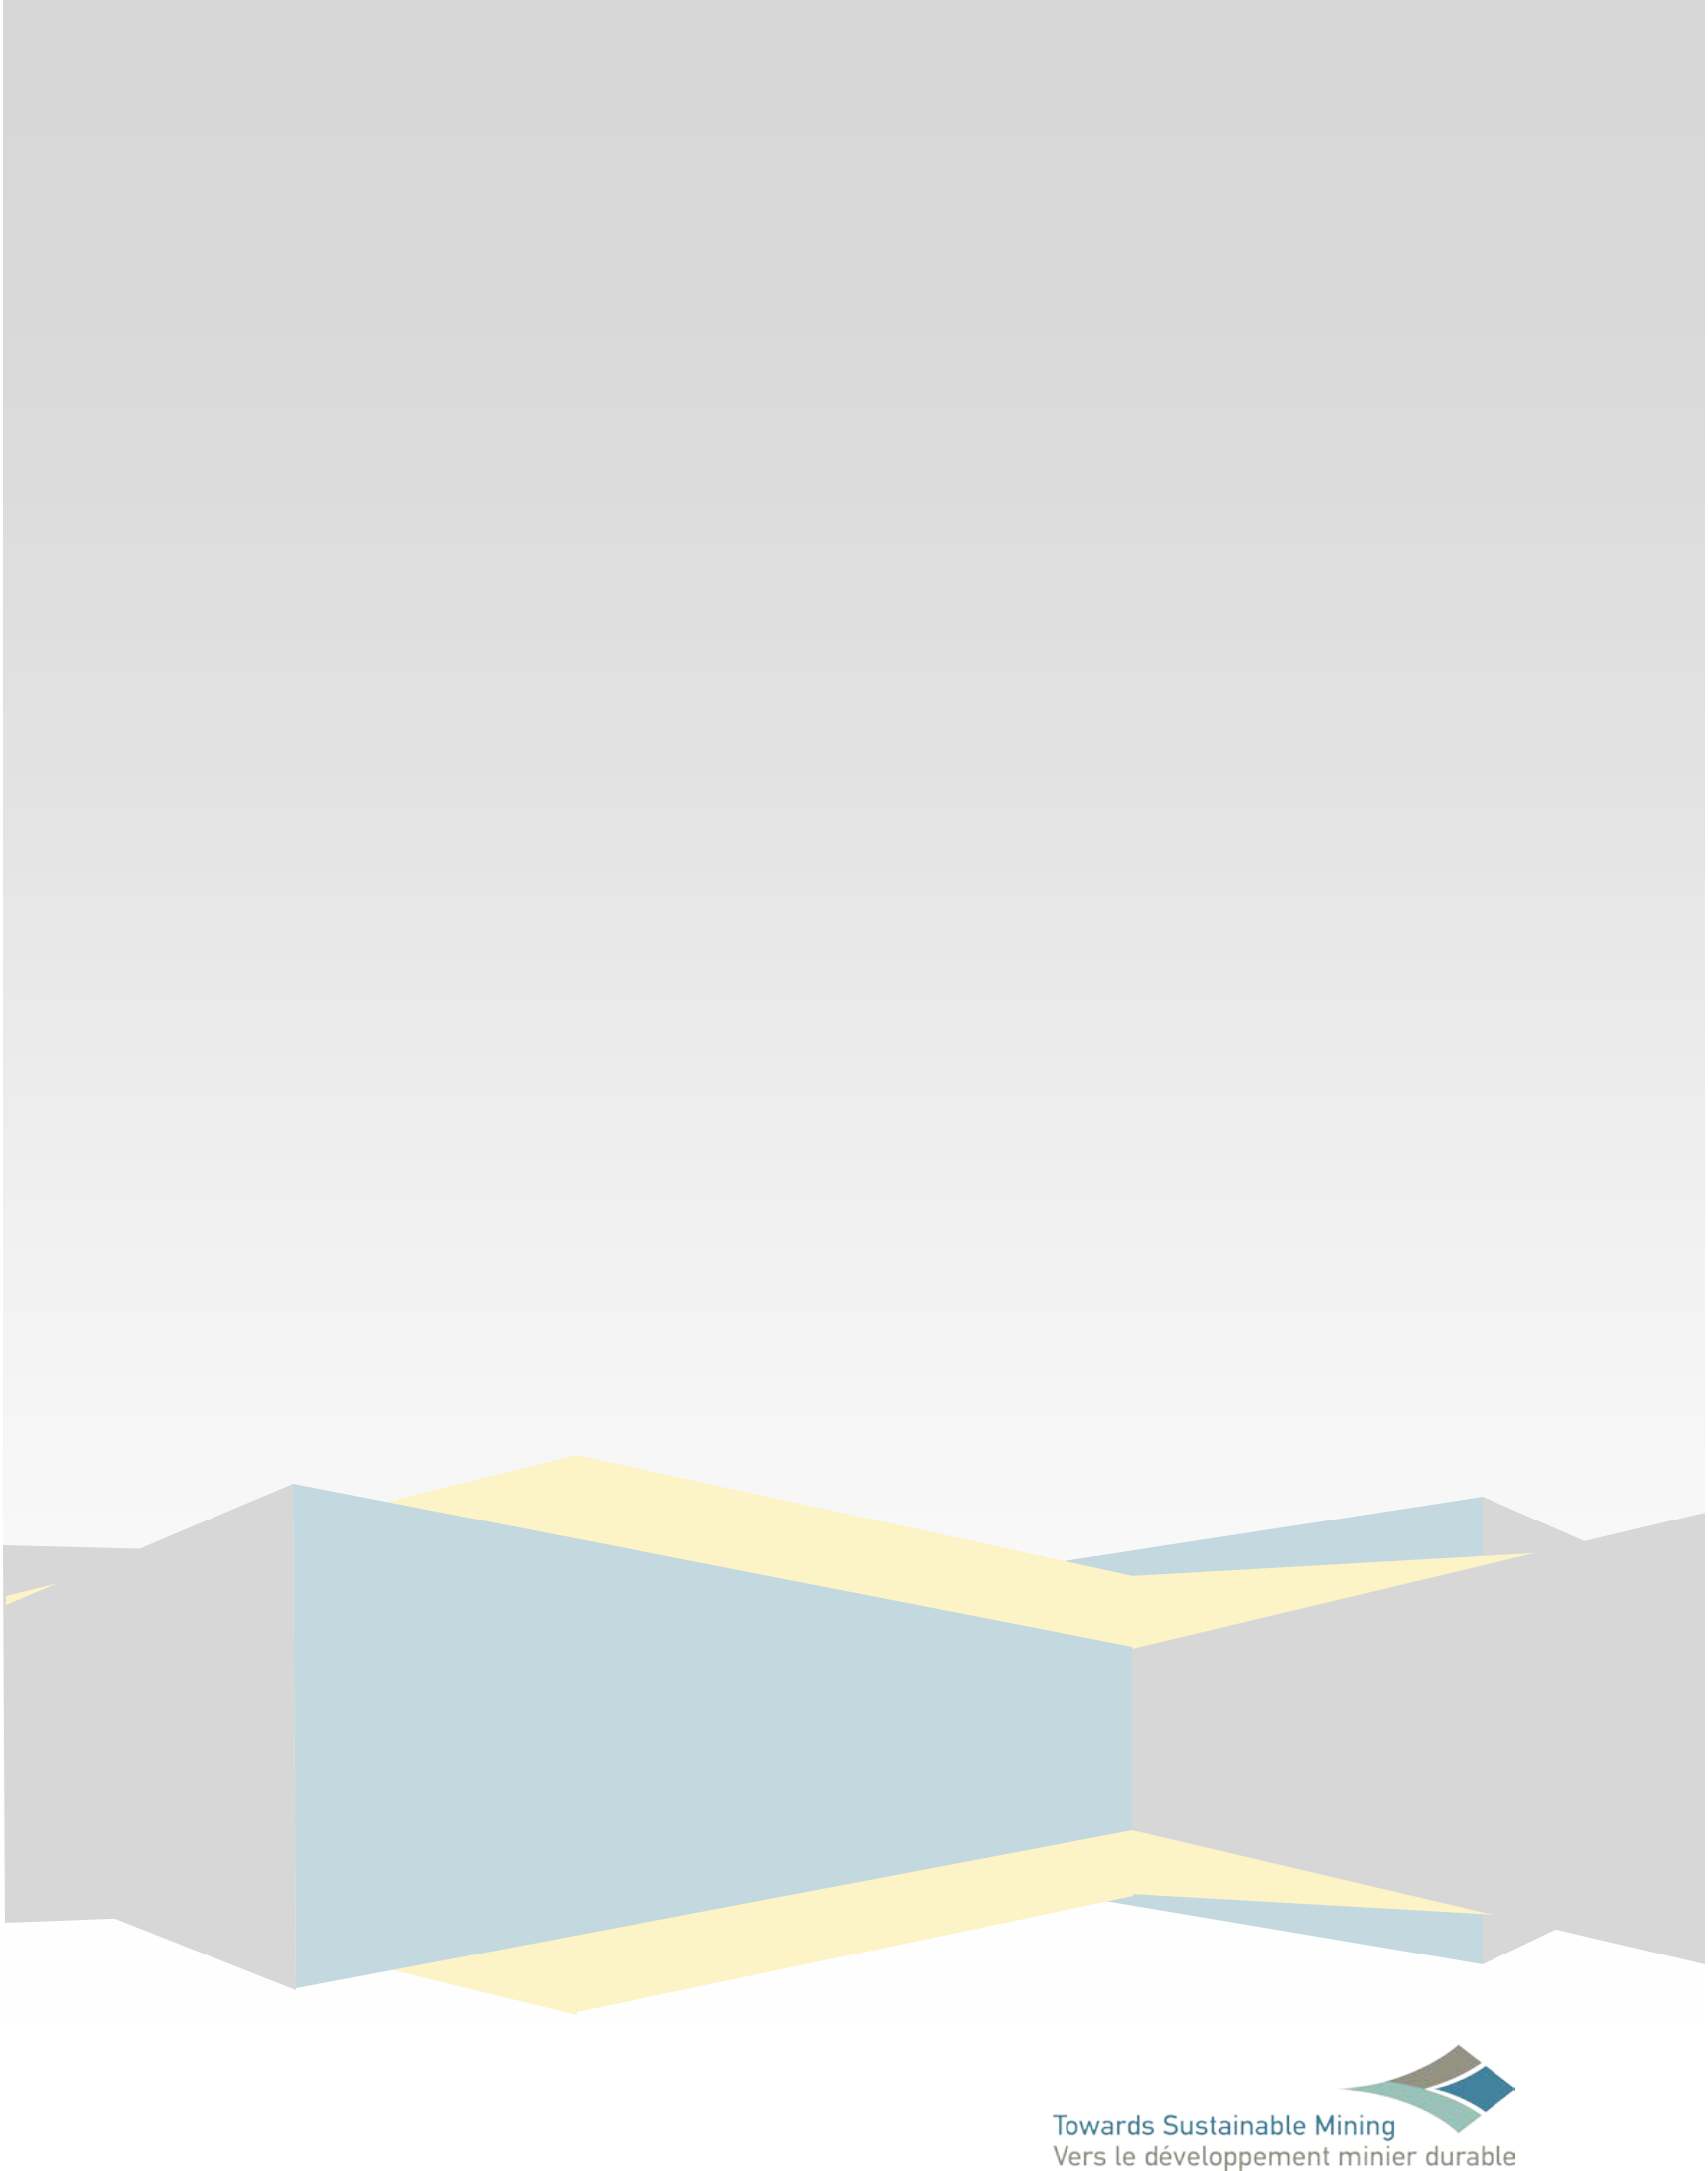 Towards Sustainable Mining
Vers le développement minier durable